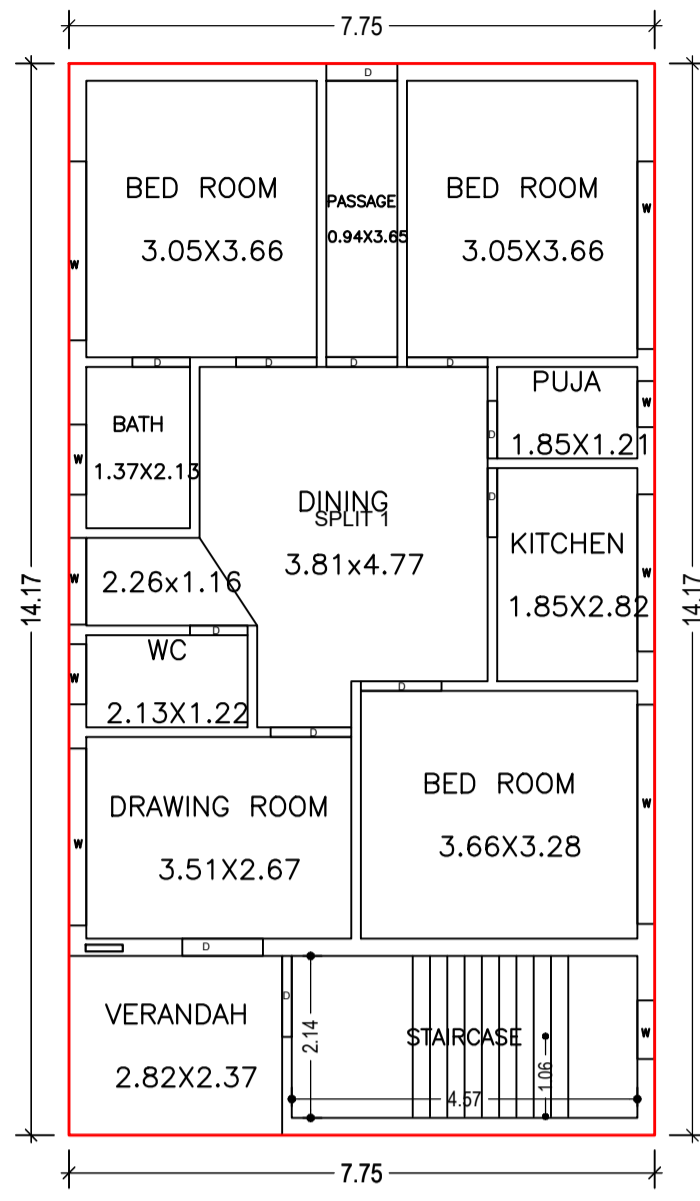 7.75
D
BED ROOM
3.05X3.66
PASSAGE
0.94X3.65
BED ROOM
3.05X3.66
W
W
D
D
D
D
PUJA
1.85X1.21
W
BATH
1.37X2.13
W
D
DINING
SPLIT 1
3.81x4.77
D
KITCHEN
1.85X2.82
W
2.26x1.16
W
14.17
14.17
D
WC
2.13X1.22
W
D
D
DRAWING ROOM
3.51X2.67
W
BED ROOM
3.66X3.28
W
D
VERANDAH
2.82X2.37
D
2.14
STAIRCASE
1.06
4.57
W
7.75